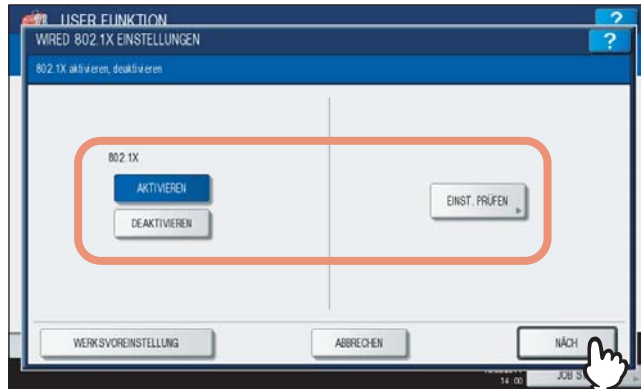 USER FUNKTION
?
WIRED 802.1X EINSTELLUNGEN
?
802.1X aktivieren, deaktivieren
802.1X
AKTIVIEREN
DEAKTIVIEREN
EINST. PRÜFEN
WERKSVOREINSTELLUNG
ABBRECHEN
NÄCH
14:00
JOB S